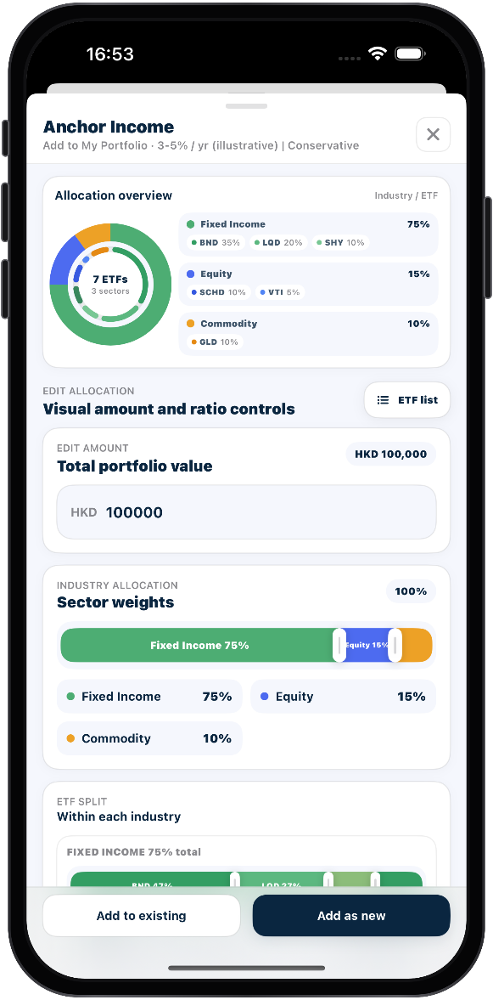 16:53
Anchor Income
Add to My Portfolio · 3-5% / yr (illustrative) | Conservative
Allocation overview
Industry / ETF
7 ETFs
3 sectors
Fixed Income 75%
BND 35% LQD 20% SHY 10%
Equity 15%
SCHD 10% VTI 5%
Commodity 10%
GLD 10%
EDIT ALLOCATION
Visual amount and ratio controls
ETF list
EDIT AMOUNT
Total portfolio value
HKD 100,000
HKD 100000
INDUSTRY ALLOCATION
Sector weights
100%
Fixed Income 75% Equity 15%
Fixed Income 75% Equity 15%
Commodity 10%
ETF SPLIT
Within each industry
FIXED INCOME 75% total
BND 47% LQD 27%
Add to existing Add as new